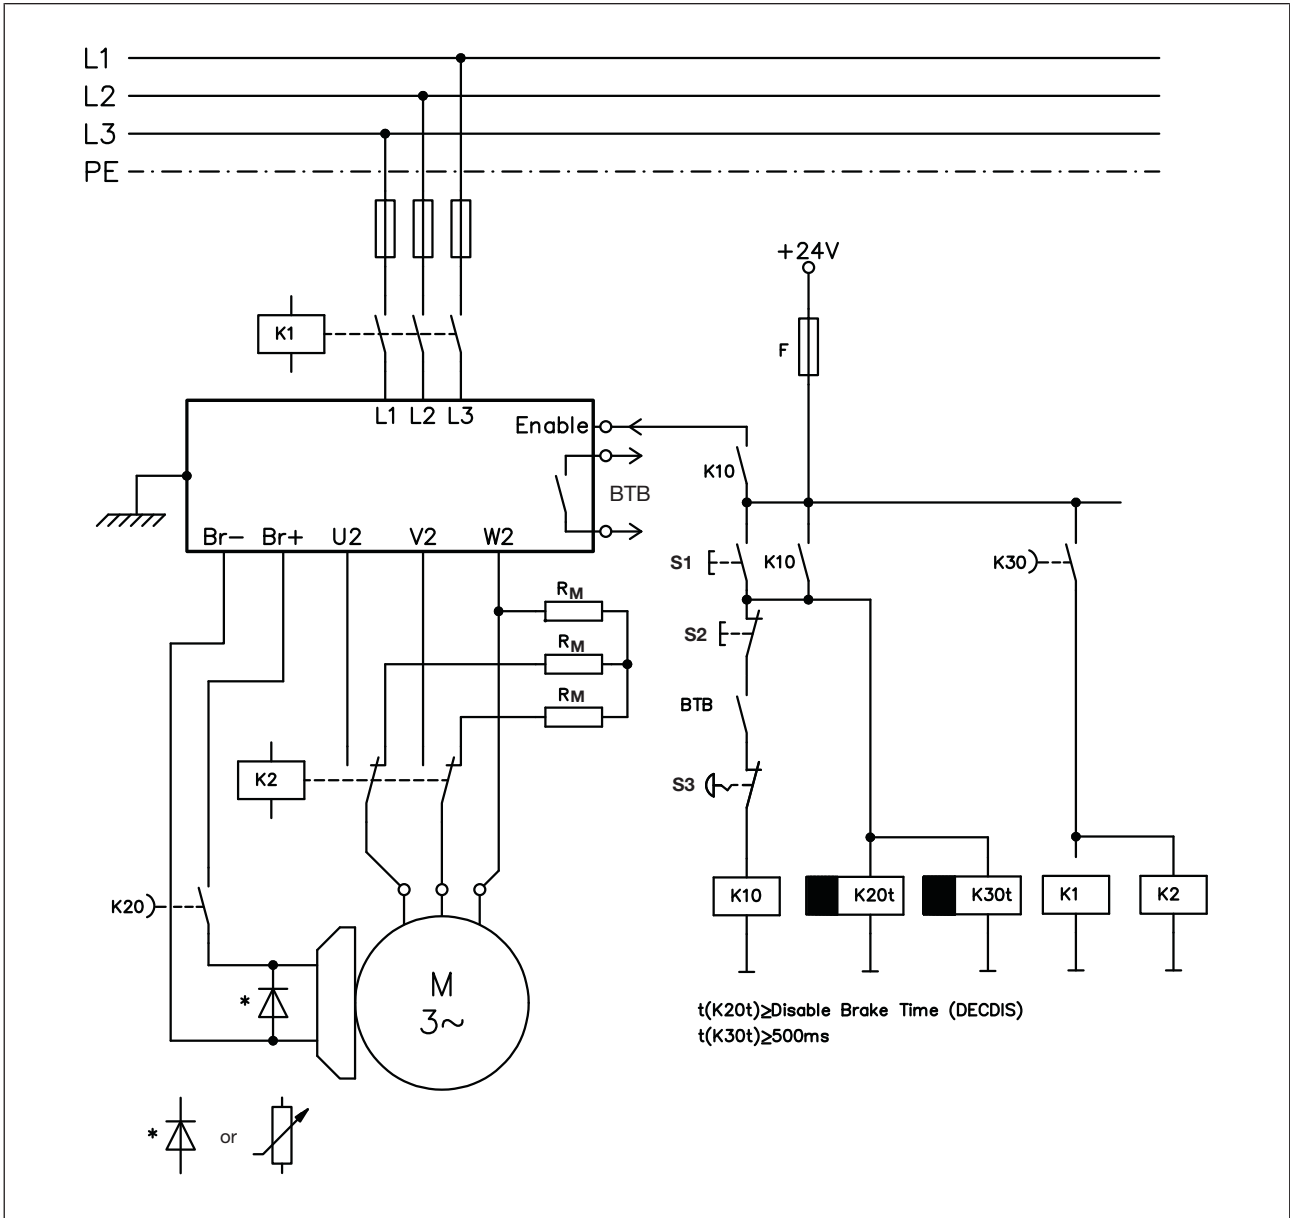 L1
L2
L3
PE
+24V
F
K1
L1 L2 L3
Enable
BTB
K10
Br- Br+ U2 V2 W2
S1
K10
K30
RM
S2
RM
RM
BTB
K2
S3
K20
K10
K20t
K30t
K1
K2
M
3~
*
t(K20t)≥Disable Brake Time (DECDIS)
t(K30t)≥500ms
* or